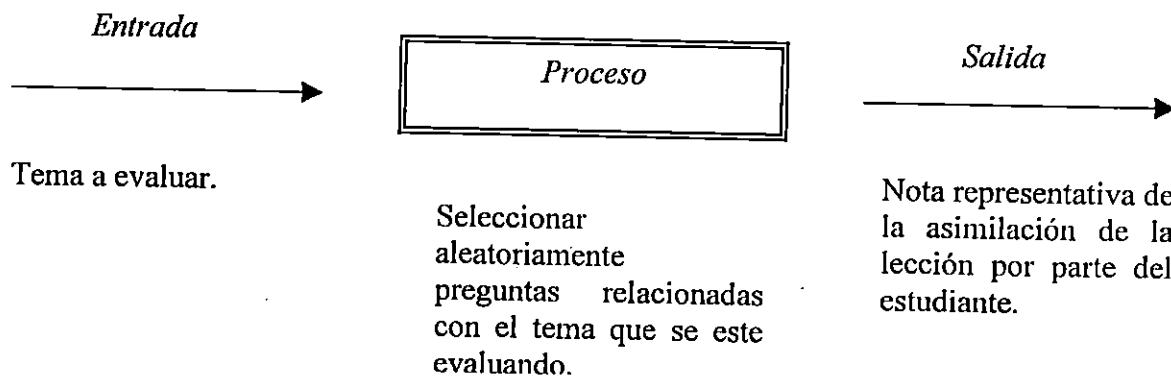 Entrada
Proceso
Salida
Tema a evaluar.
Seleccionar
aleatoriamente
preguntas relacionadas
con el tema que se este
evaluando.
Nota representativa de
la asimilación de la
lección por parte del
estudiante.